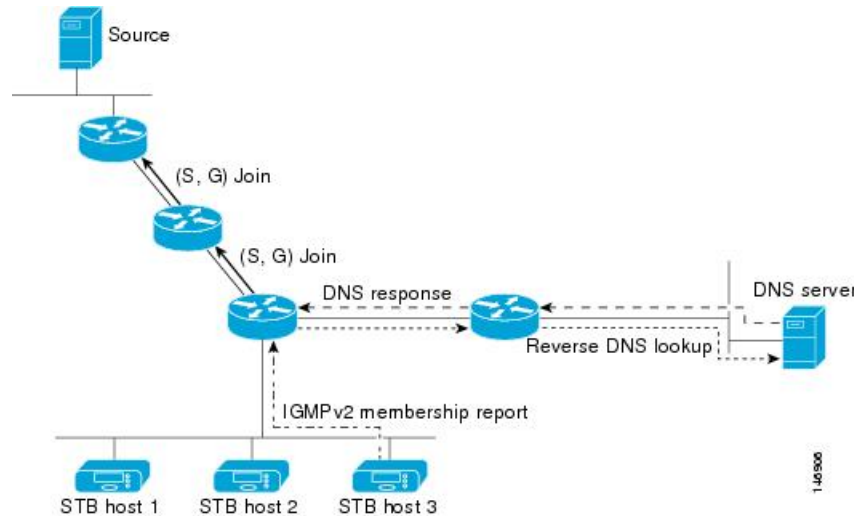 Source
(S, G) Join
(S, G) Join
DNS response
DNS server
Reverse DNS lookup
IGMPv2 membership report
STB host 1
STB host 2
STB host 3
146906